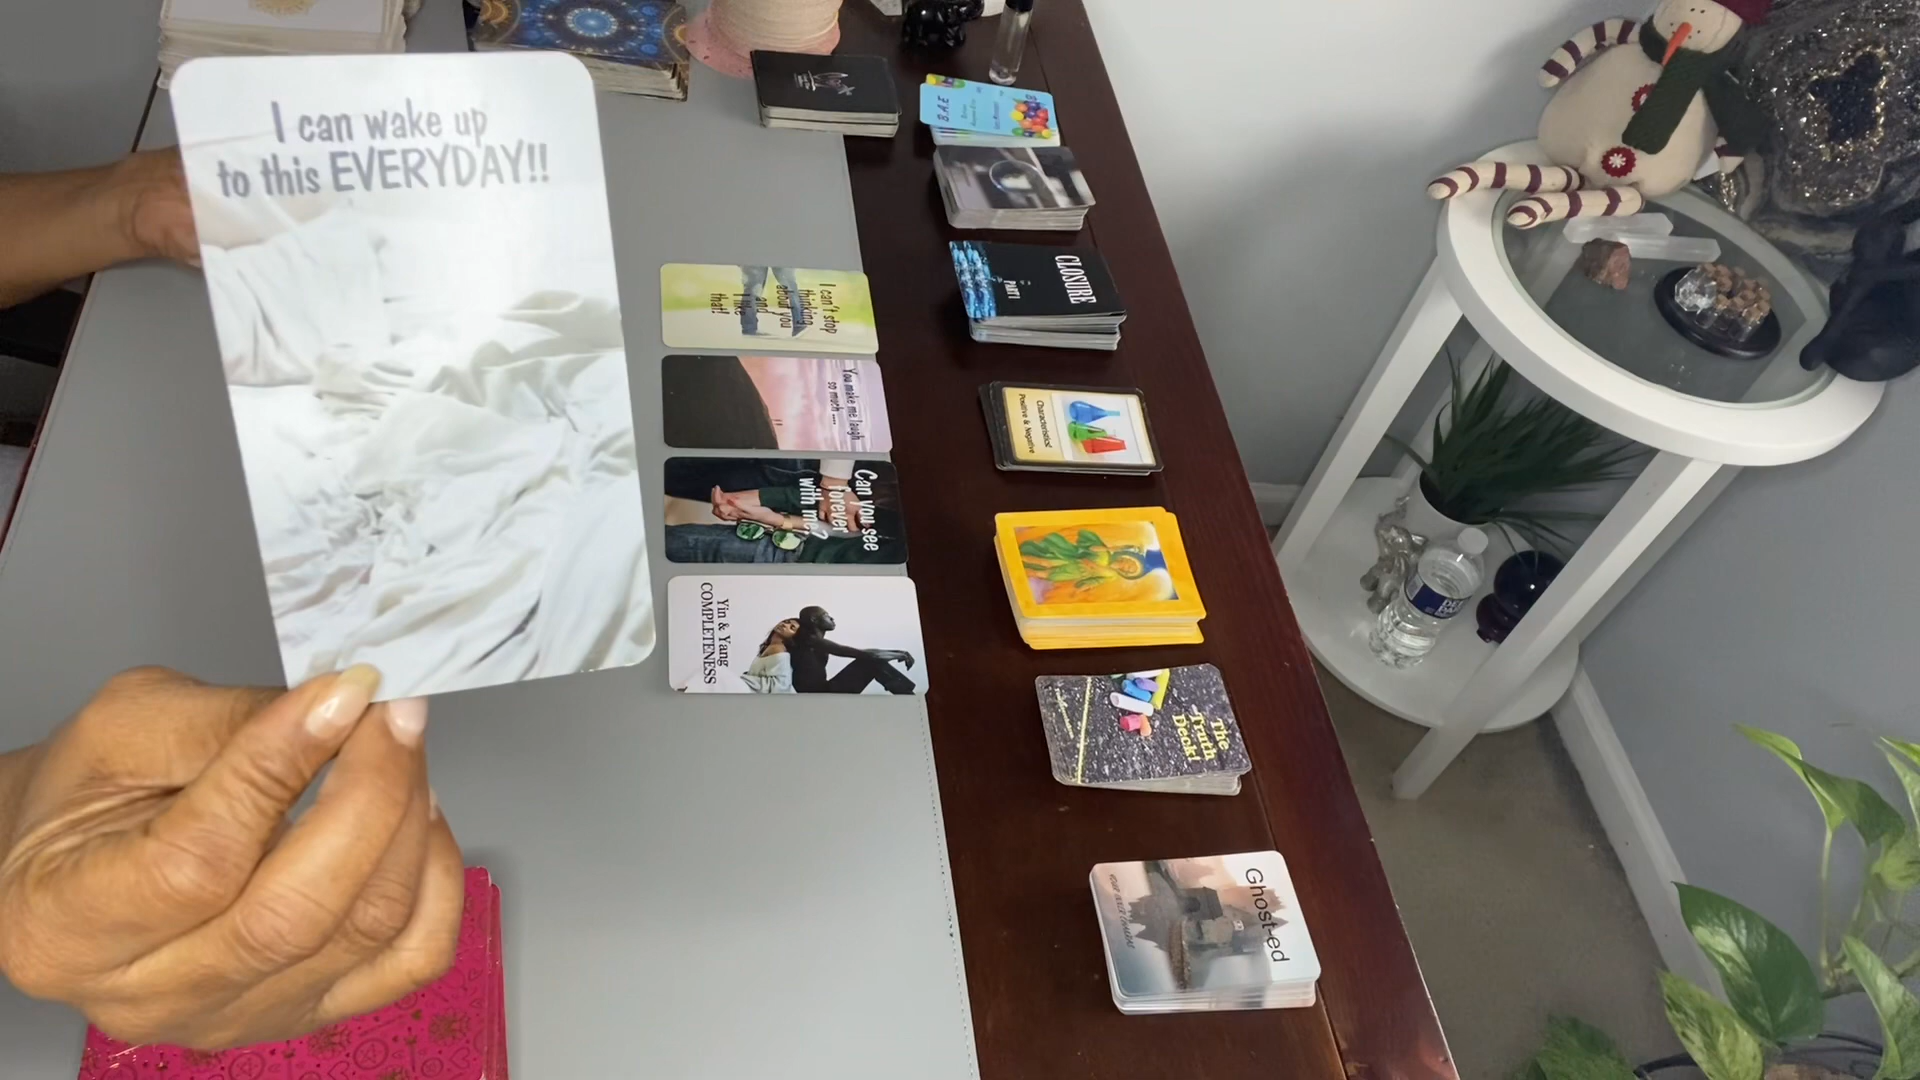 I can wake up
to this EVERYDAY!!
I can't stop
thinking
about you
and
I like
that!
You make me laugh
so much ....
Can you see
forever
with me?
Yin & Yang
COMPLETENESS
B.A.E
CLOSURE
PART 1
Characteristics!
Positive & Negative
The
Truth
Deck!
Ghost-ed